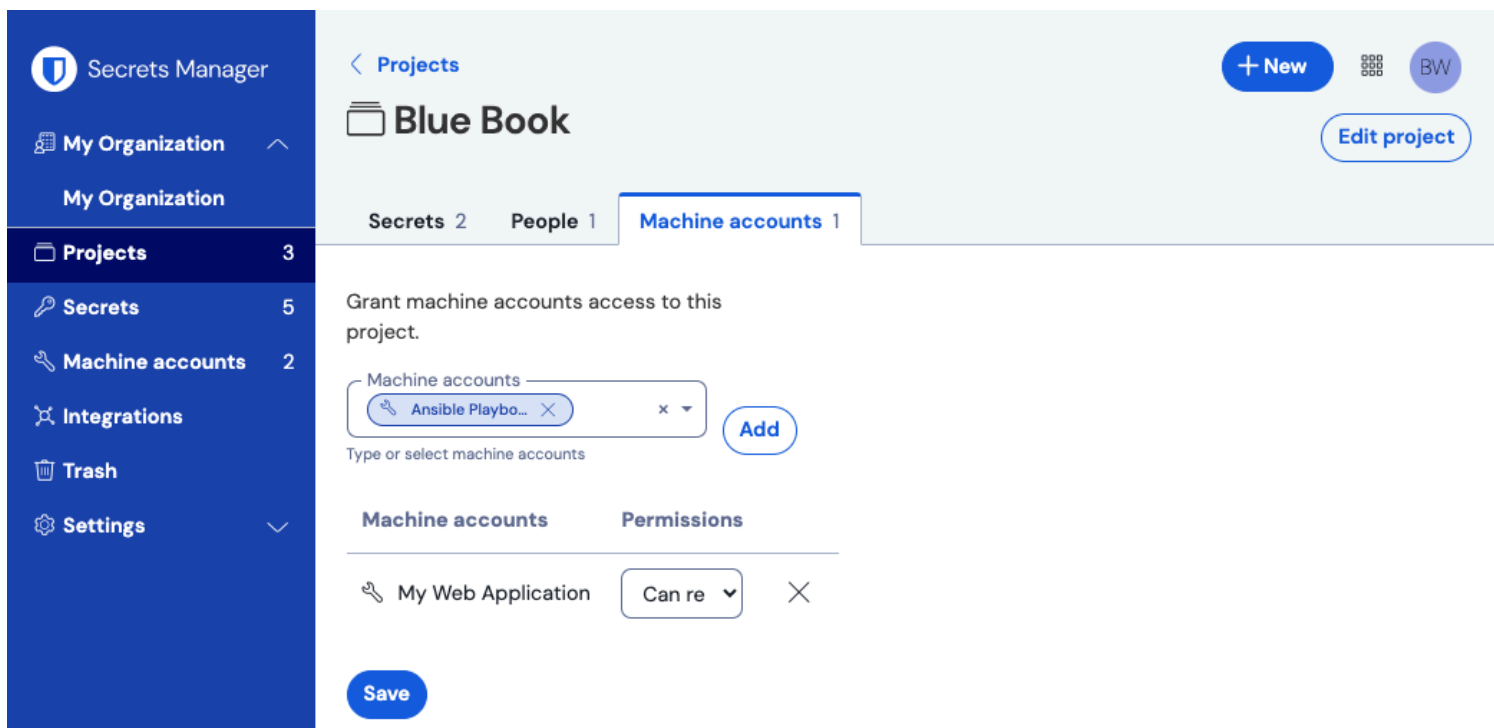 Secrets Manager
My Organization
My Organization
Projects 3
Secrets 5
Machine accounts 2
Integrations
Trash
Settings
Projects
+ New
BW
Blue Book
Edit project
Secrets 2 People 1 Machine accounts 1
Grant machine accounts access to this
project.
Machine accounts
Ansible Playbo...
Add
Type or select machine accounts
Machine accounts Permissions
My Web Application Can re
Save